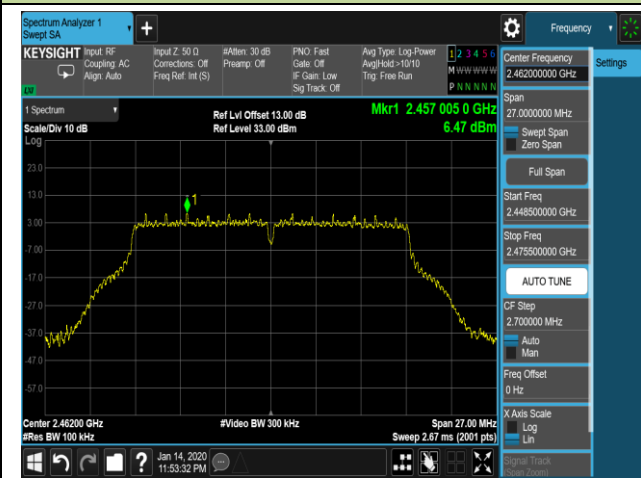 Spectrum Analyzer 1
Swept SA
+
Frequency
KEYSIGHT
Input: RF
Coupling: AC
Align: Auto
Input Z: 50 Ω
Corrections: Off
Freq Ref: Int (S)
#Atten: 30 dB
Preamp: Off
PNO: Fast
Gate: Off
IF Gain: Low
Sig Track: Off
Avg Type: Log-Power
Avg|Hold:>10/10
Trig: Free Run
1 2 3 4 5 6
M W W W W W
P N N N N N
LXI
1 Spectrum
Scale/Div 10 dB
Log
Ref Lvl Offset 13.00 dB
Ref Level 33.00 dBm
Mkr1 2.457 005 0 GHz
6.47 dBm
1
23.0
13.0
3.00
-7.00
-17.0
-27.0
-37.0
-47.0
-57.0
Center 2.46200 GHz
#Res BW 100 kHz
#Video BW 300 kHz
Span 27.00 MHz
Sweep 2.67 ms (2001 pts)
Center Frequency
2.462000000 GHz
Settings
Span
27.0000000 MHz
Swept Span
Zero Span
Full Span
Start Freq
2.448500000 GHz
Stop Freq
2.475500000 GHz
AUTO TUNE
CF Step
2.700000 MHz
Auto
Man
Freq Offset
0 Hz
X Axis Scale
Log
Lin
Signal Track
(Span Zoom)
?
Jan 14, 2020
11:53:32 PM